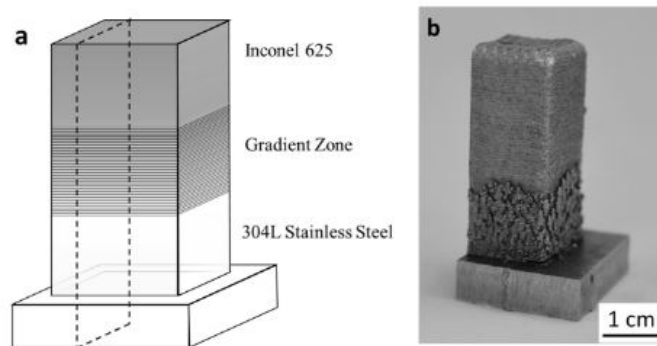 a
Inconel 625
Gradient Zone
304L Stainless Steel
b
1 cm